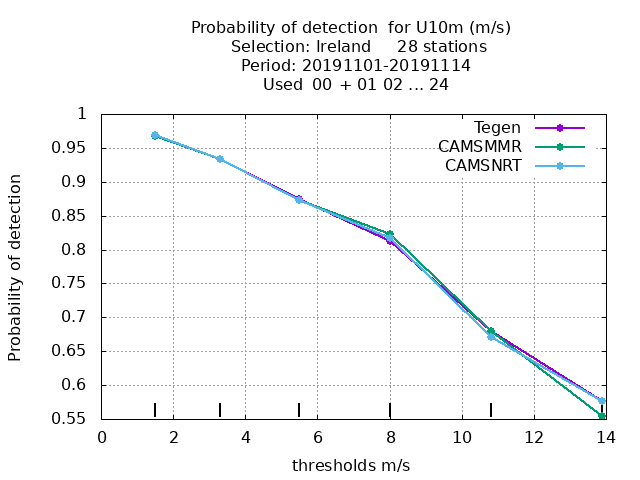 Probability of detection  for U10m (m/s)
Selection: Ireland     28 stations
Period: 20191101-20191114
Used  00 + 01 02 ... 24
Probability of detection
1
0.95
0.9
0.85
0.8
0.75
0.7
0.65
0.6
0.55
Tegen
CAMSMMR
CAMSNRT
0 2 4 6 8 10 12 14
thresholds m/s